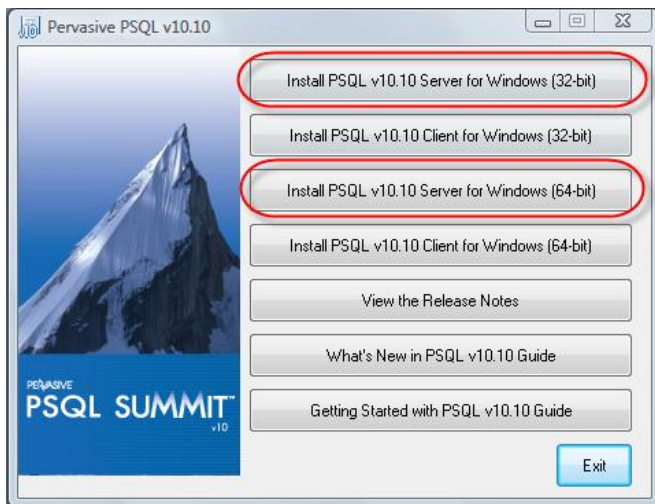 Pervasive PSQL v10.10
Install PSQL v10.10 Server for Windows (32-bit)
Install PSQL v10.10 Client for Windows (32-bit)
Install PSQL v10.10 Server for Windows (64-bit)
Install PSQL v10.10 Client for Windows (64-bit)
View the Release Notes
What's New in PSQL v10.10 Guide
Getting Started with PSQL v10.10 Guide
Exit
PERVASIVE
PSQL SUMMIT™
v10